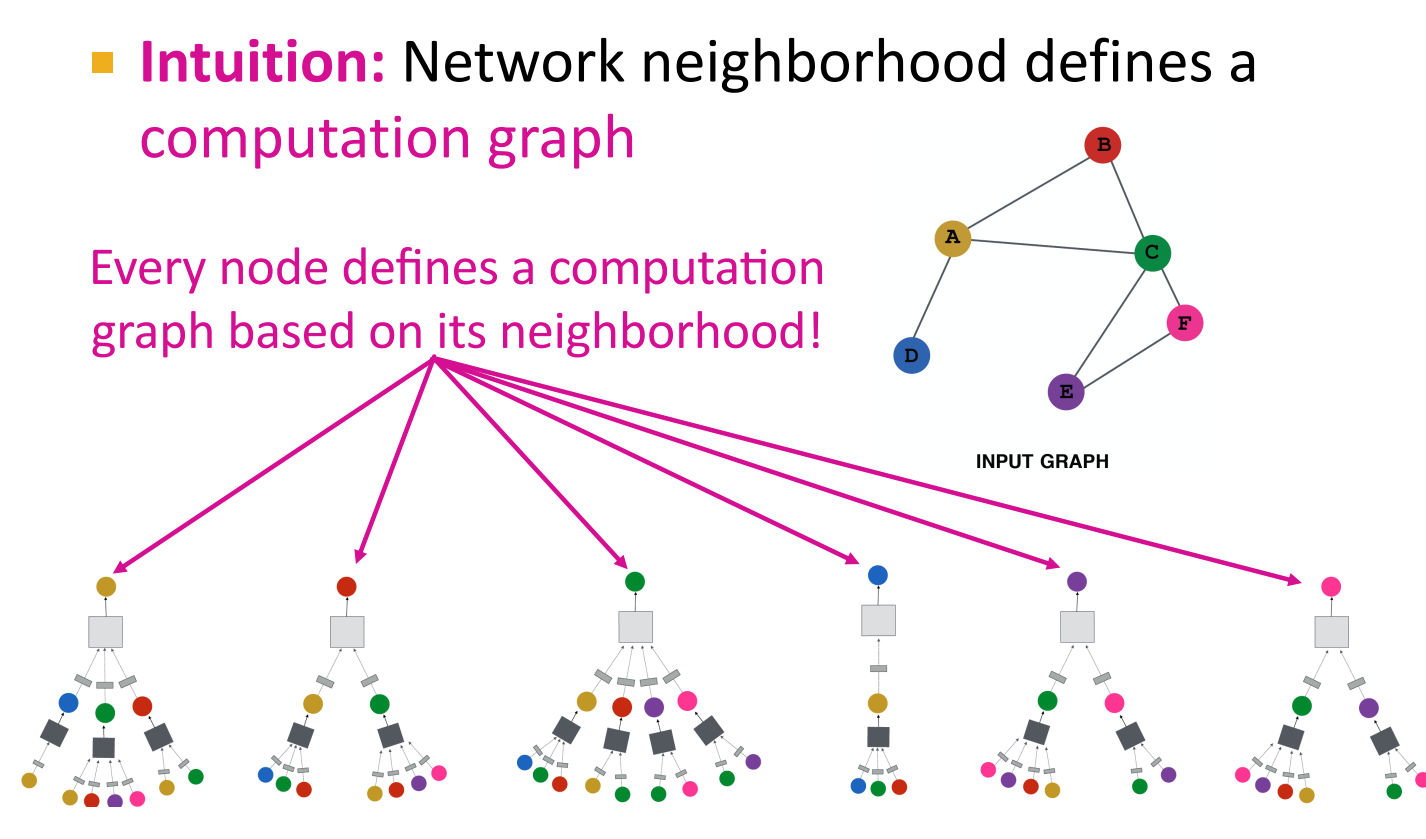 Intuition: Network neighborhood defines a
computation graph
Every node defines a computation
graph based on its neighborhood!
B
A
C
F
D
E
INPUT GRAPH